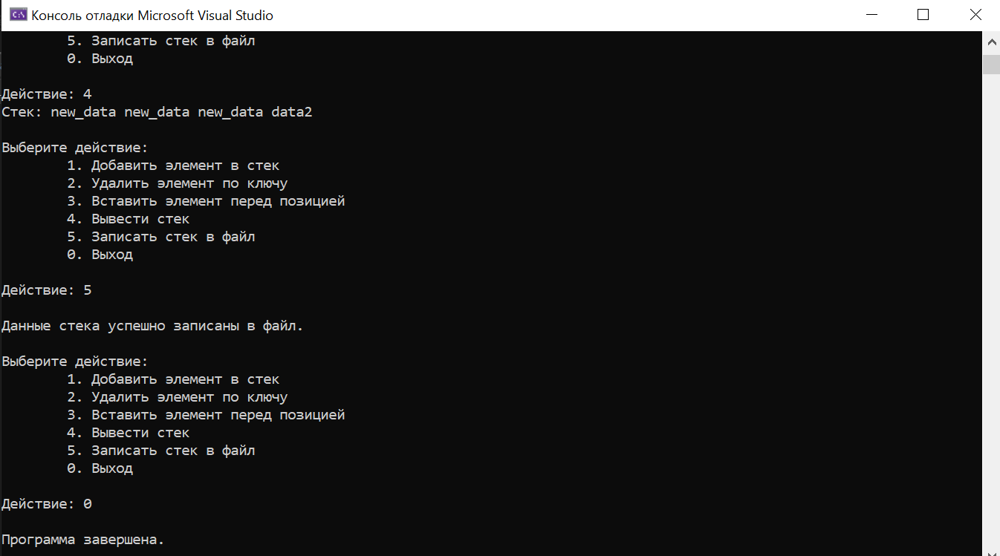 Консоль отладки Microsoft Visual Studio
5. Записать стек в файл
0. Выход
Действие: 4
Стек: new_data new_data new_data data2
Выберите действие:
1. Добавить элемент в стек
2. Удалить элемент по ключу
3. Вставить элемент перед позицией
4. Вывести стек
5. Записать стек в файл
0. Выход
Действие: 5
Данные стека успешно записаны в файл.
Выберите действие:
1. Добавить элемент в стек
2. Удалить элемент по ключу
3. Вставить элемент перед позицией
4. Вывести стек
5. Записать стек в файл
0. Выход
Действие: 0
Программа завершена.